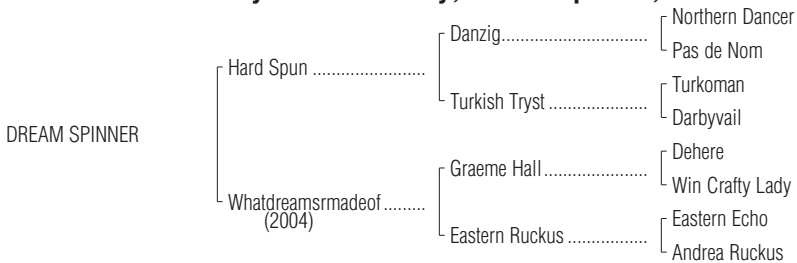 Northern Dancer
Danzig..............................
Pas de Nom
Hard Spun .......................
Turkoman
Turkish Tryst ....................
Darbyvail
DREAM SPINNER
Dehere
Graeme Hall.....................
Win Crafty Lady
Whatdreamsrmadeof.........
(2004)
Eastern Echo
Eastern Ruckus ................
Andrea Ruckus